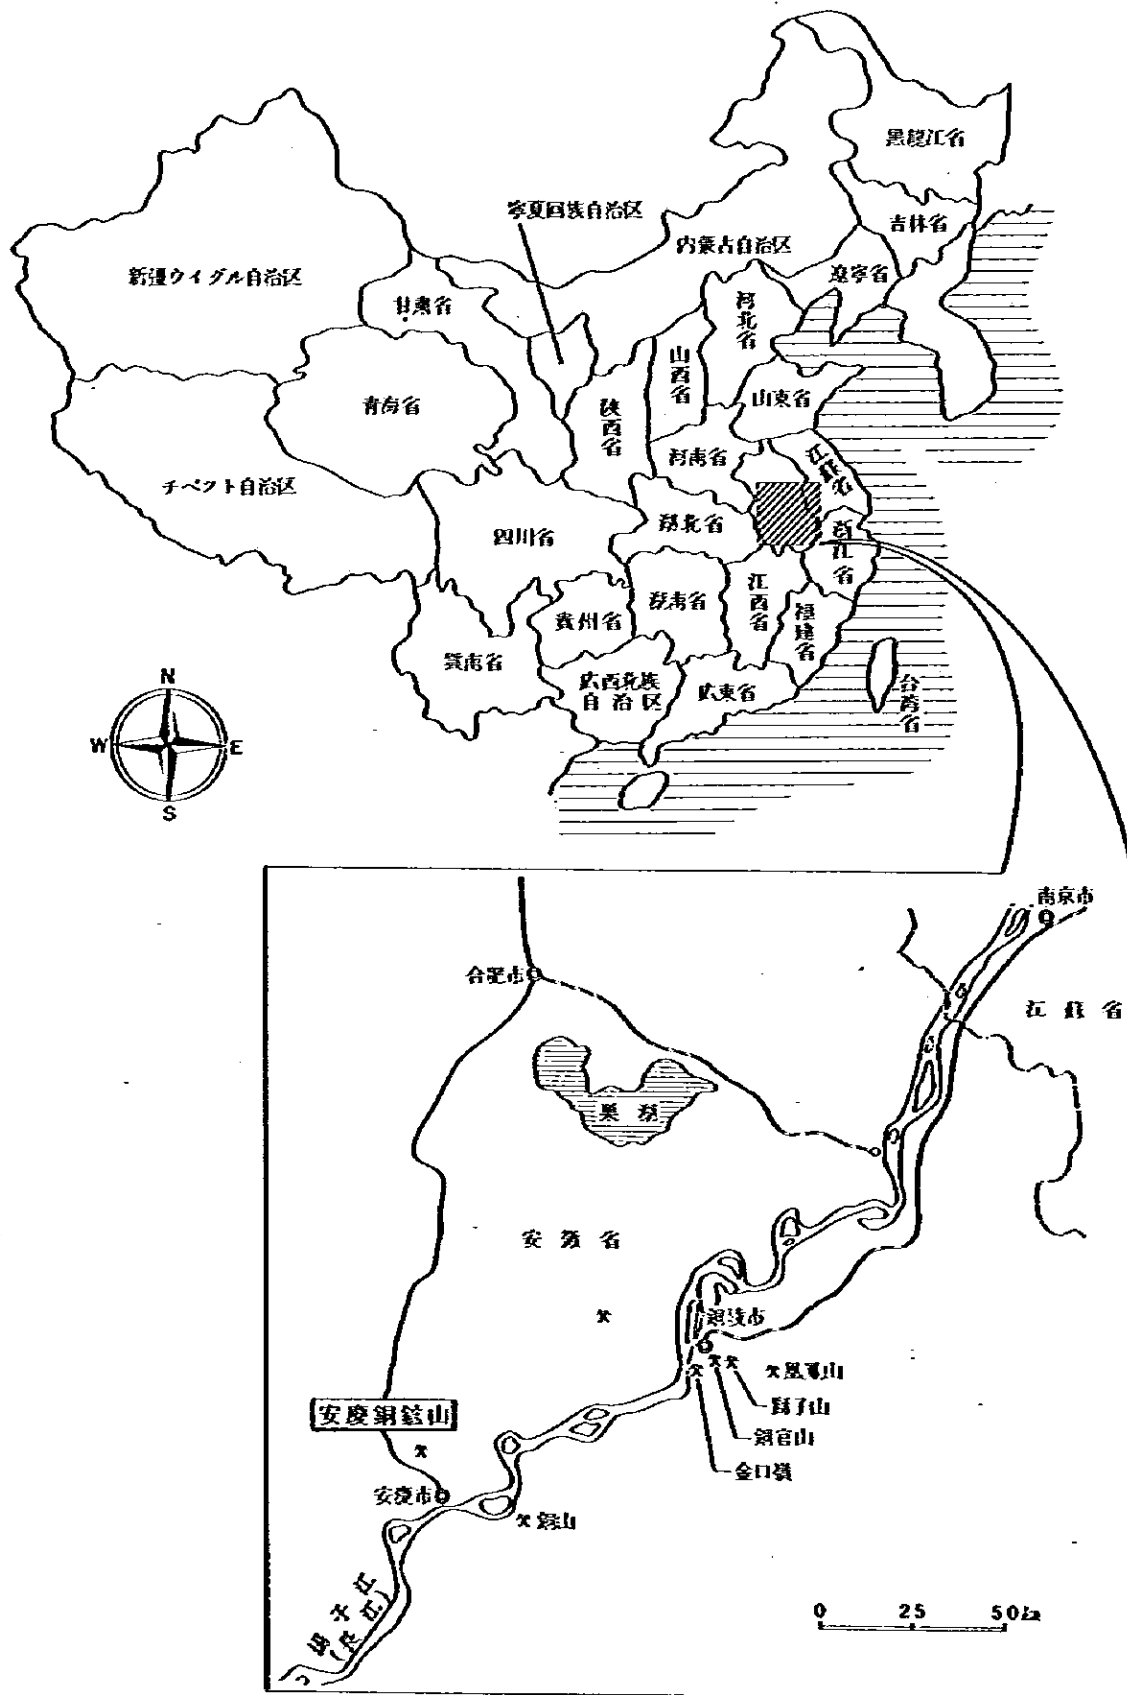 黒龍江省
吉林省
遼寧省
寧夏回族自治区
内蒙古自治区
新疆ウイグル自治区
甘粛省
河北省
山西省
山東省
青海省
陝西省
河南省
江蘇省
チベット自治区
四川省
湖北省
浙江省
江西省
福建省
貴州省
湖南省
雲南省
広西壮族
自治区
広東省
台湾省
N
W
E
S
南京市
合肥市
江蘇省
巣湖
安徽省
銅陵市
鳳凰山
獅子山
銅官山
金口嶺
安慶銅鉱山
安慶市
銅山
揚子江
(長江)
0 25 50km